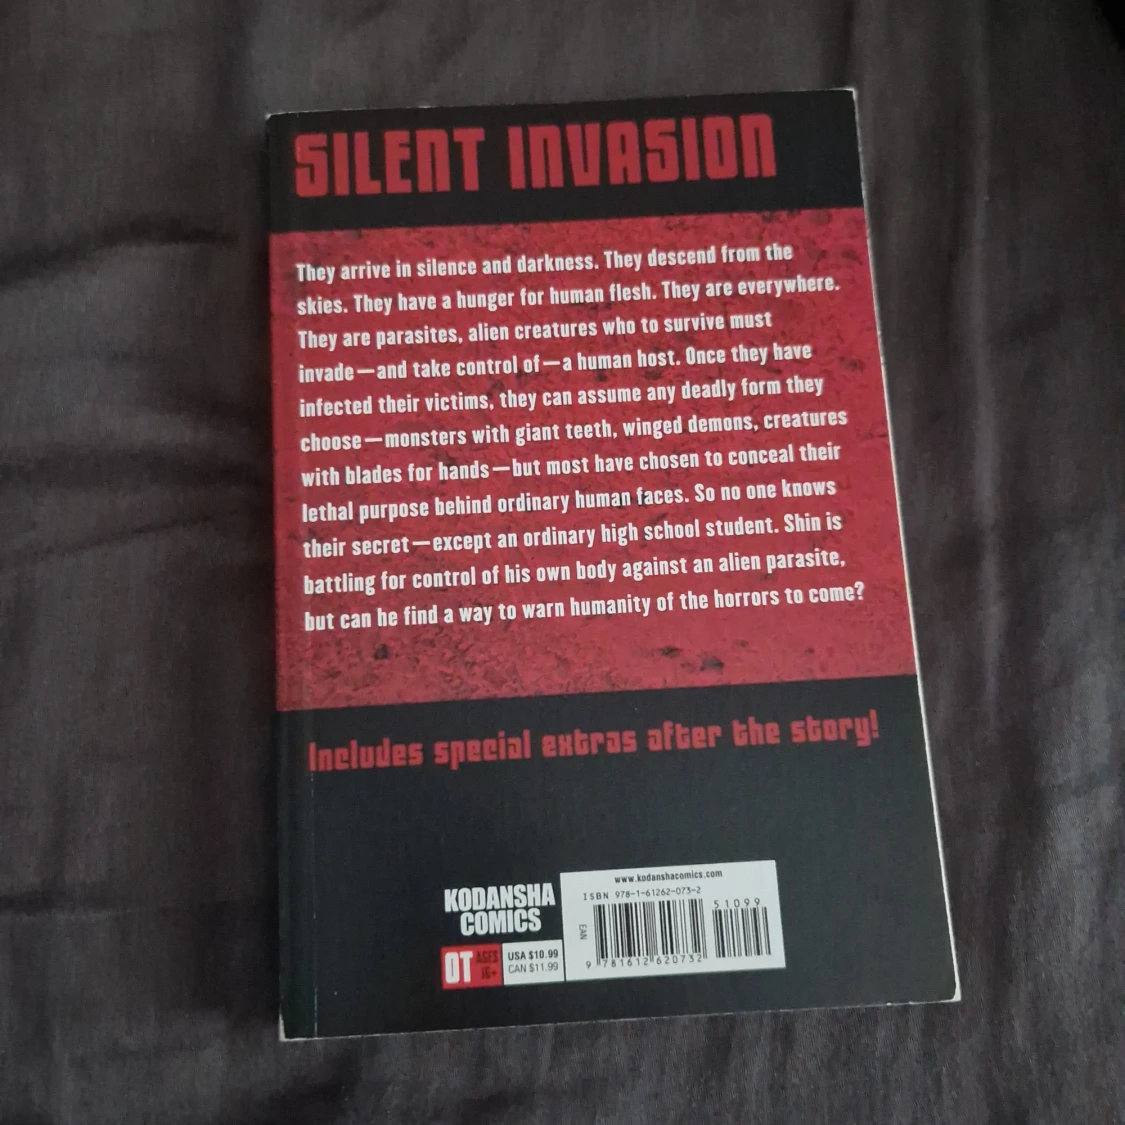 SILENT INVASION
They arrive in silence and darkness. They descend from the
skies. They have a hunger for human flesh. They are everywhere.
They are parasites, alien creatures who to survive must
invade—and take control of—a human host. Once they have
infected their victims, they can assume any deadly form they
choose—monsters with giant teeth, winged demons, creatures
with blades for hands—but most have chosen to conceal their
lethal purpose behind ordinary human faces. So no one knows
their secret—except an ordinary high school student. Shin is
battling for control of his own body against an alien parasite,
but can he find a way to warn humanity of the horrors to come?
Includes special extras after the story!
KODANSHA
COMICS
OT AGES
16+
USA $10.99
CAN $11.99
www.kodanshacomics.com
ISBN 978-1-61262-073-2
51099
EAN
9 781612 620732